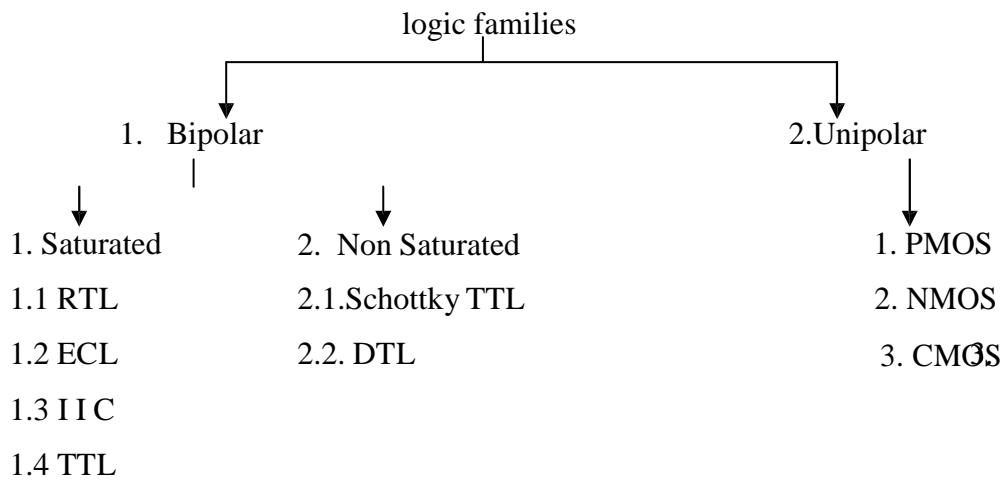 logic families
1. Bipolar
2.Unipolar
1. Saturated
2. Non Saturated
1. PMOS
1.1 RTL
2.1.Schottky TTL
2. NMOS
1.2 ECL
2.2. DTL
3. CMOS3.
1.3 I I C
1.4 TTL